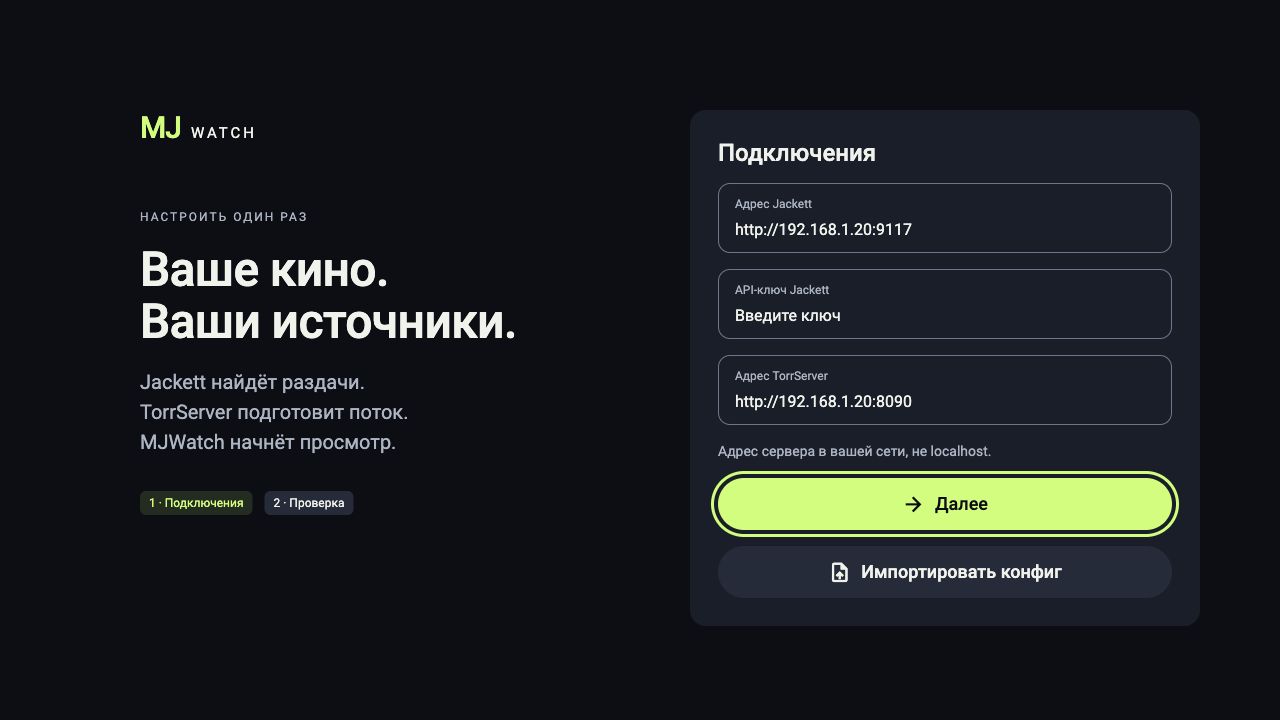 MJ WATCH
НАСТРОИТЬ ОДИН РАЗ
Ваше кино.
Ваши источники.
Jackett найдёт раздачи.
TorrServer подготовит поток.
MJWatch начнёт просмотр.
1 · Подключения
2 · Проверка
Подключения
Адрес Jackett
http://192.168.1.20:9117
API-ключ Jackett
Введите ключ
Адрес TorrServer
http://192.168.1.20:8090
Адрес сервера в вашей сети, не localhost.
Далее
Импортировать конфиг